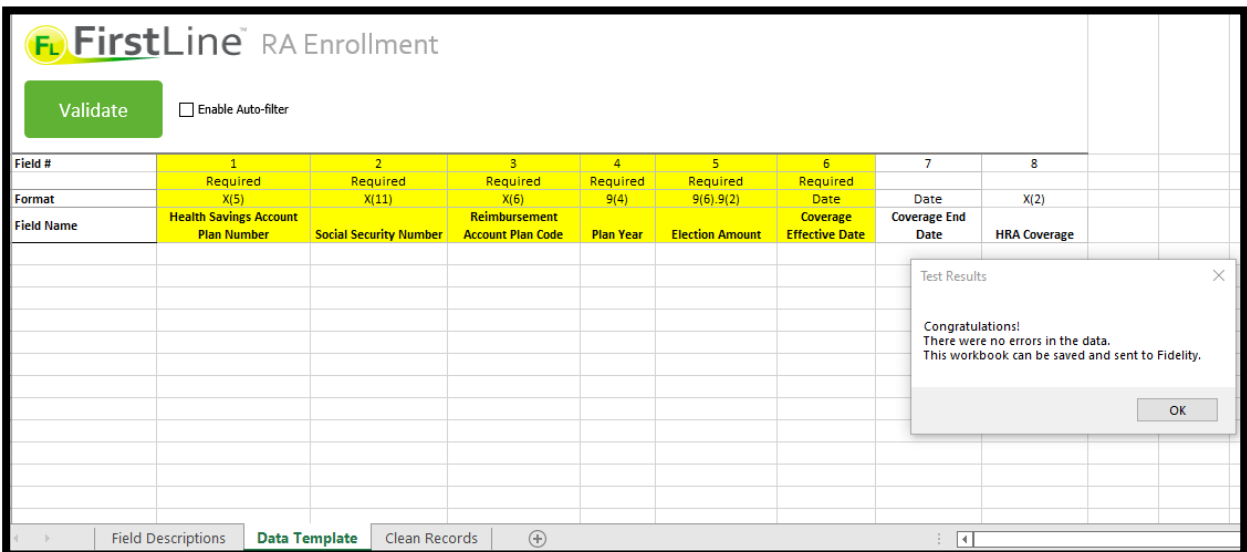 FL FirstLine™ RA Enrollment
Validate
Enable Auto-filter
Field # 1 2 3 4 5 6 7 8
Required Required Required Required Required Required
Format X(5) X(11) X(6) 9(4) 9(6).9(2) Date Date X(2)
Field Name Health Savings Account Plan Number Social Security Number Reimbursement Account Plan Code Plan Year Election Amount Coverage Effective Date Coverage End Date HRA Coverage
Test Results
Congratulations!
There were no errors in the data.
This workbook can be saved and sent to Fidelity.
OK
Field Descriptions Data Template Clean Records